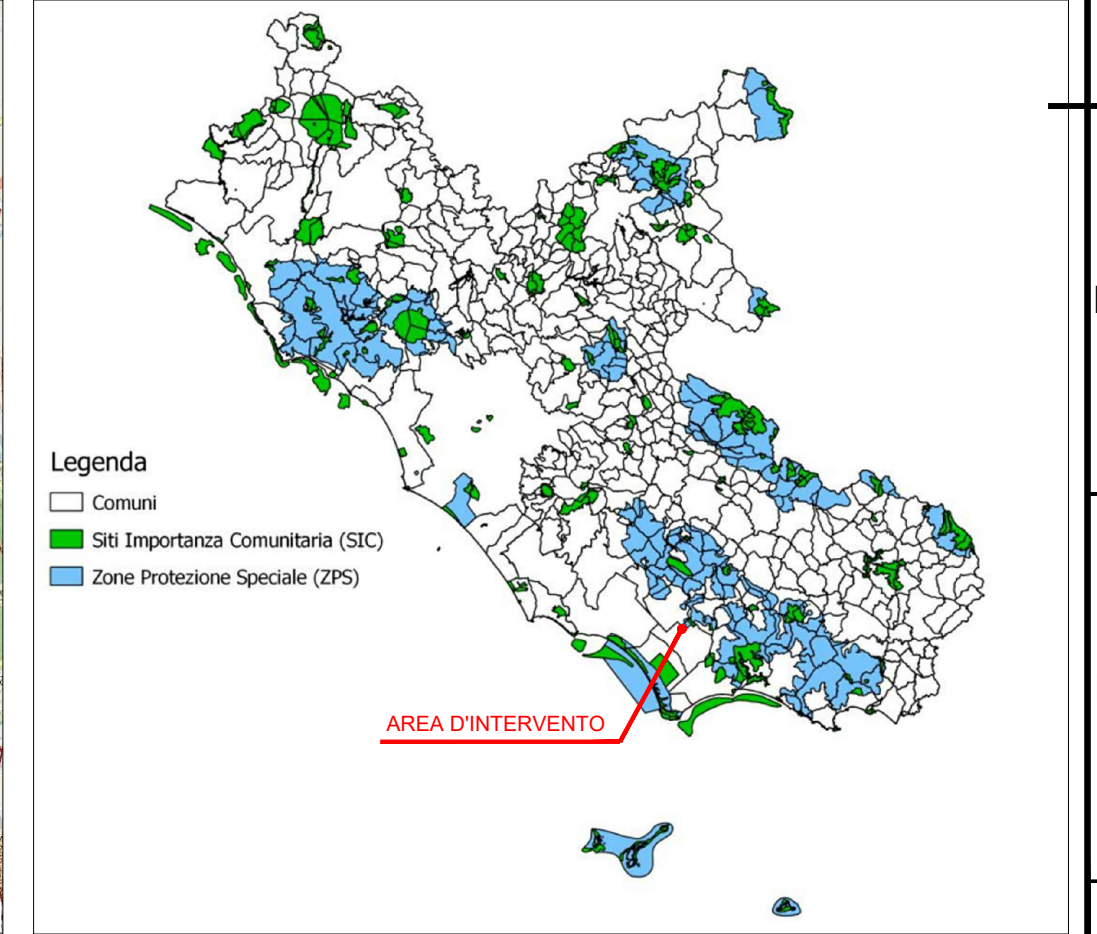 Legenda
Comuni
Siti Importanza Comunitaria (SIC)
Zone Protezione Speciale (ZPS)
AREA D'INTERVENTO